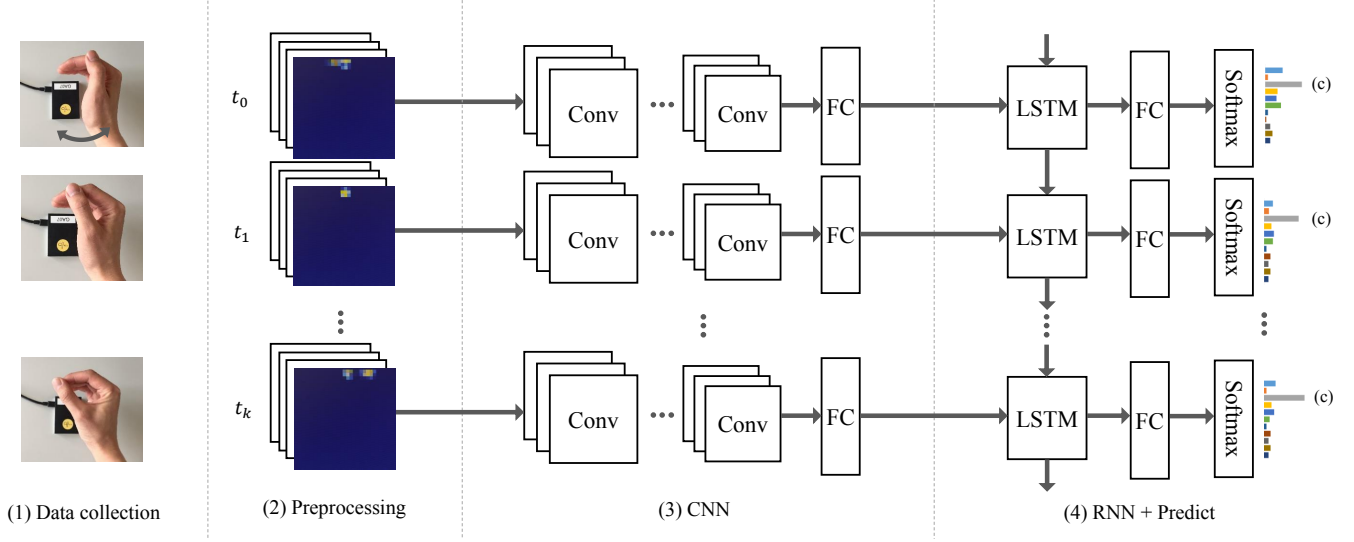 t0
Conv
Conv
FC
LSTM
FC
Softmax
(c)
t1
Conv
Conv
FC
LSTM
FC
Softmax
(c)
tk
Conv
Conv
FC
LSTM
FC
Softmax
(c)
(1) Data collection
(2) Preprocessing
(3) CNN
(4) RNN + Predict